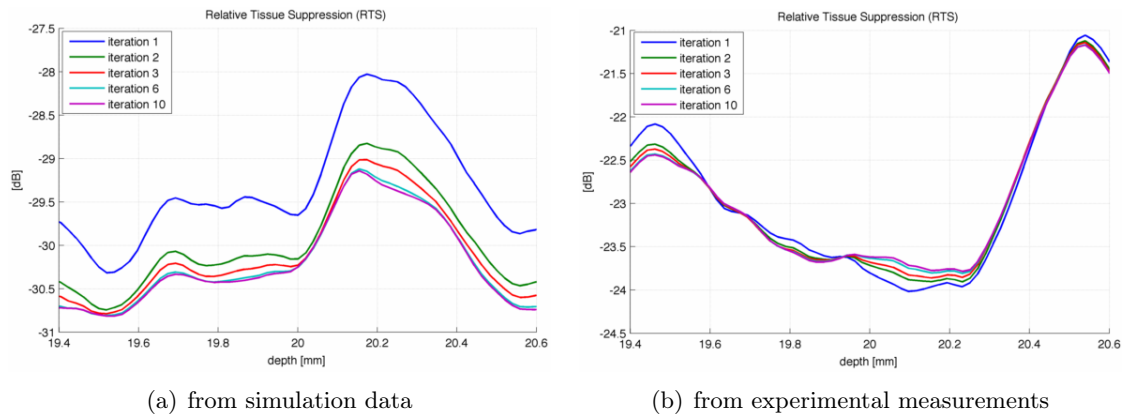 Relative Tissue Suppression (RTS)
-27.5
-28
-28.5
-29
-29.5
-30
-30.5
-31
[dB]
iteration 1
iteration 2
iteration 3
iteration 6
iteration 10
19.4 19.6 19.8 20 20.2 20.4 20.6
depth [mm]
(a) from simulation data
Relative Tissue Suppression (RTS)
-21
-21.5
-22
-22.5
-23
-23.5
-24
-24.5
[dB]
iteration 1
iteration 2
iteration 3
iteration 6
iteration 10
19.4 19.6 19.8 20 20.2 20.4 20.6
depth [mm]
(b) from experimental measurements